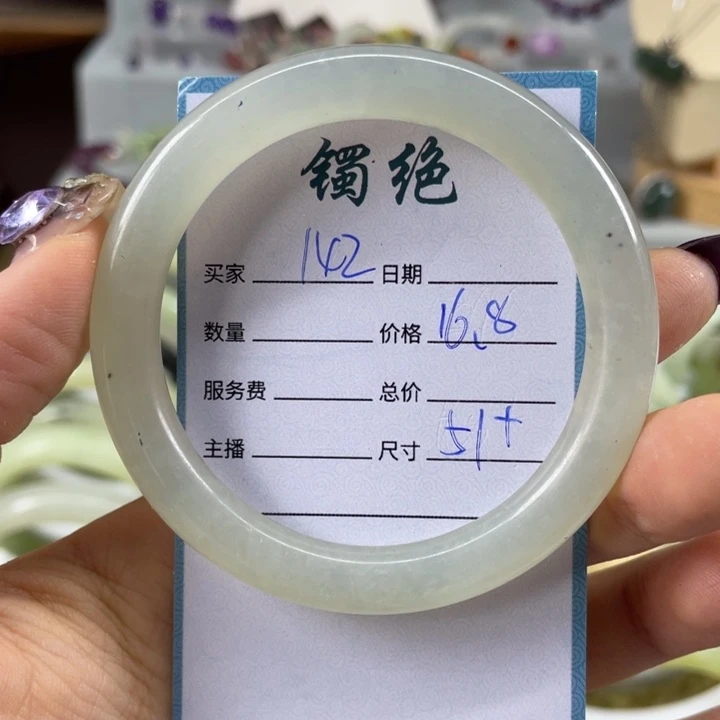 镯绝
买家 142 日期
数量 价格 16.8
服务费 总价
主播 尺寸 51+